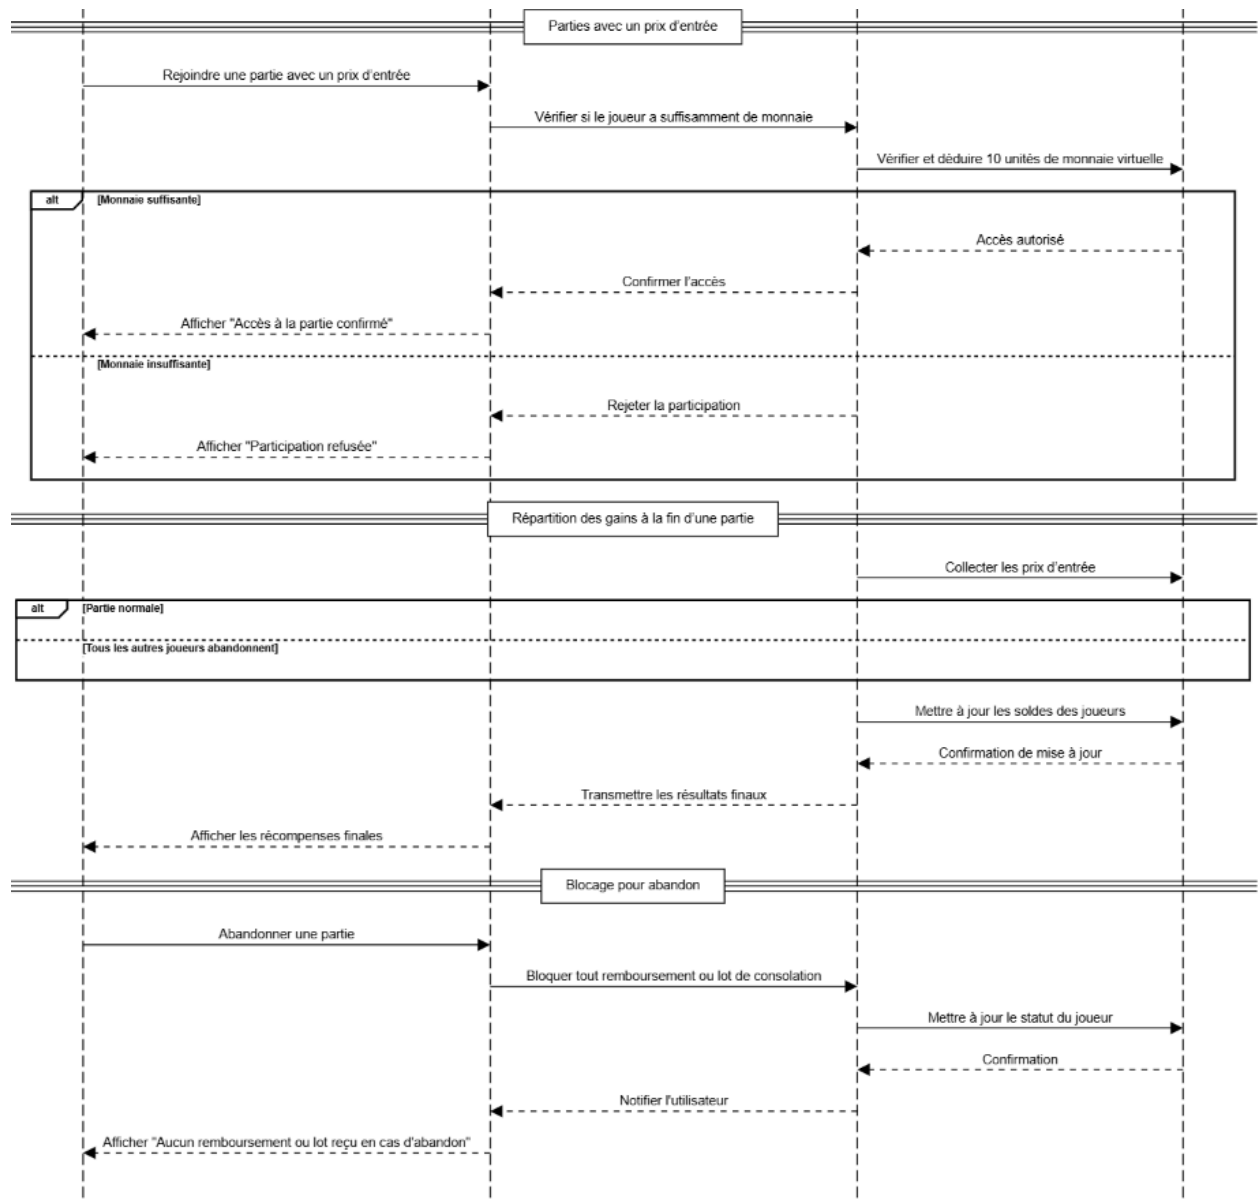 Parties avec un prix d'entrée
Rejoindre une partie avec un prix d'entrée
Vérifier si le joueur a suffisamment de monnaie
Vérifier et déduire 10 unités de monnaie virtuelle
alt
[Monnaie suffisante]
Accès autorisé
Confirmer l'accès
Afficher "Accès à la partie confirmé"
[Monnaie insuffisante]
Rejeter la participation
Afficher "Participation refusée"
Répartition des gains à la fin d'une partie
Collecter les prix d'entrée
alt
[Partie normale]
[Tous les autres joueurs abandonnent]
Mettre à jour les soldes des joueurs
Confirmation de mise à jour
Transmettre les résultats finaux
Afficher les récompenses finales
Blocage pour abandon
Abandonner une partie
Bloquer tout remboursement ou lot de consolation
Mettre à jour le statut du joueur
Confirmation
Notifier l'utilisateur
Afficher "Aucun remboursement ou lot reçu en cas d'abandon"